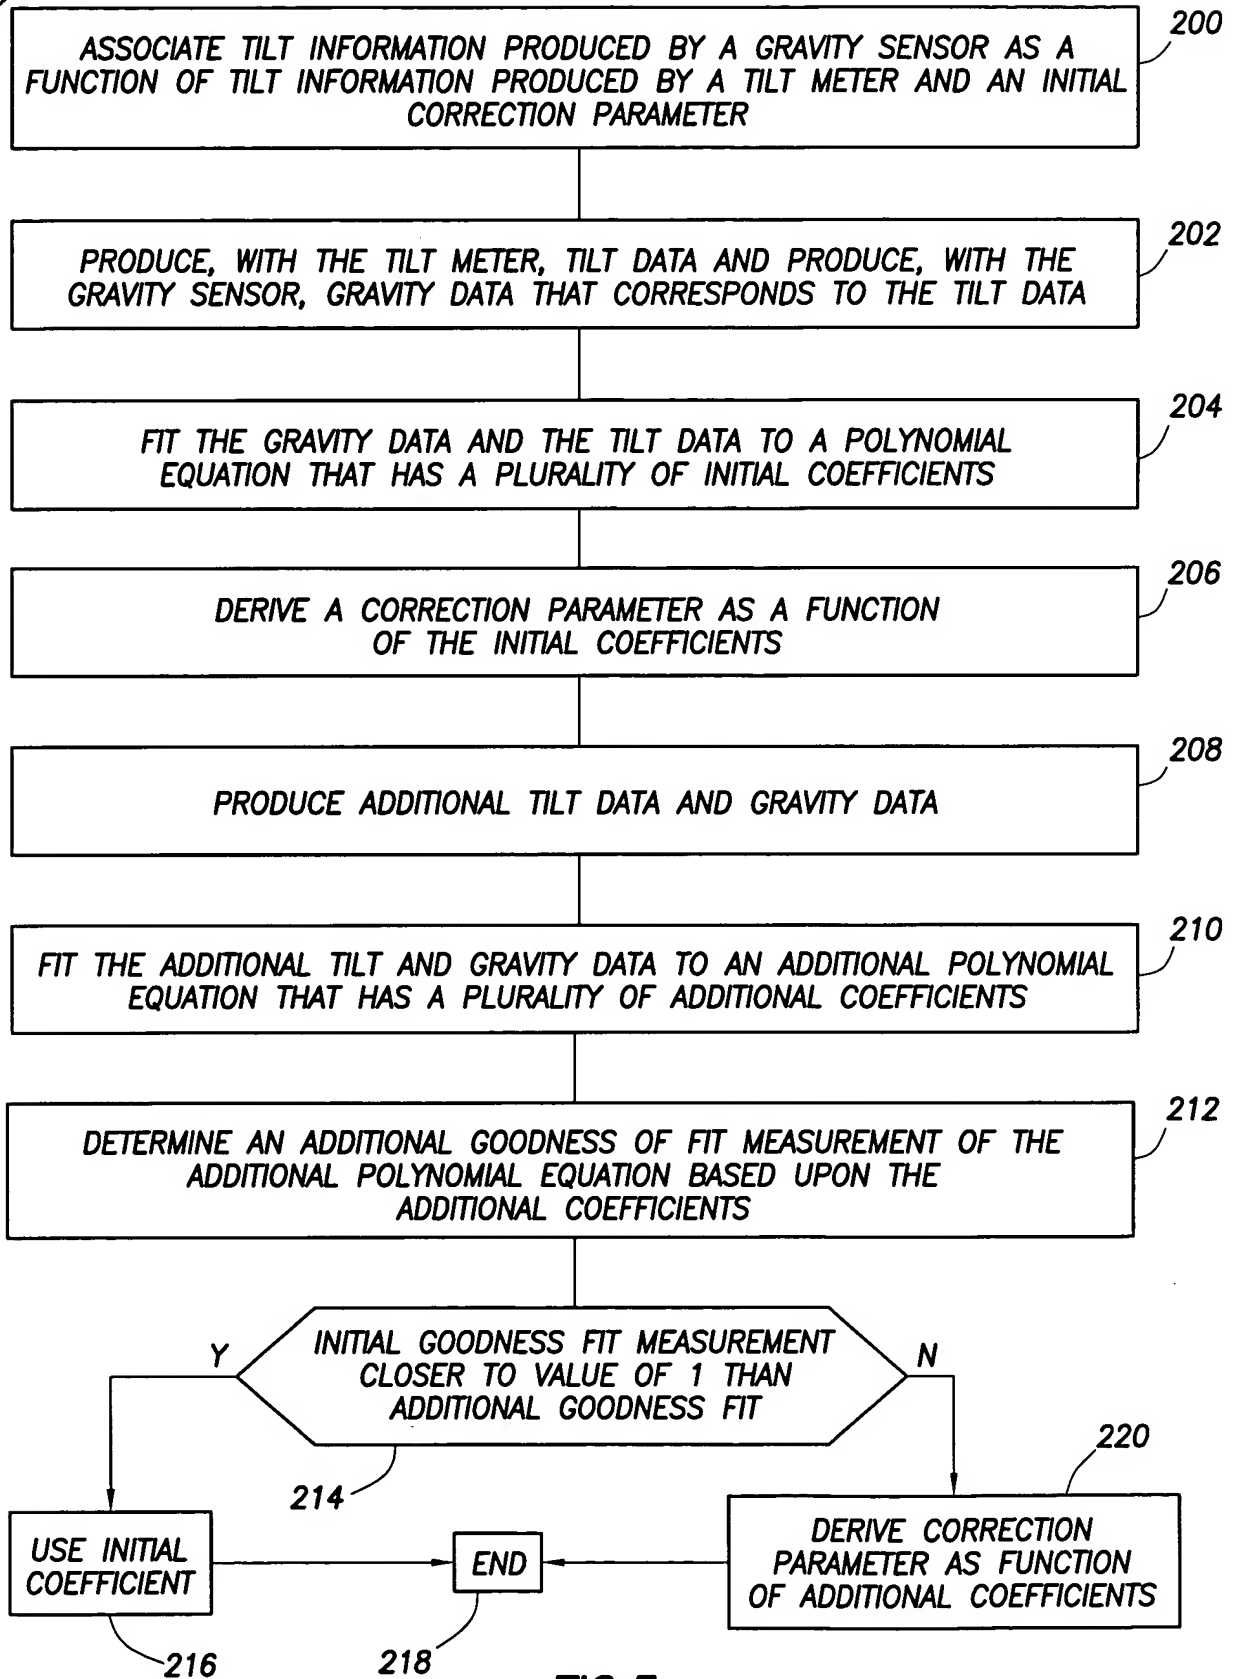 200
ASSOCIATE TILT INFORMATION PRODUCED BY A GRAVITY SENSOR AS A
FUNCTION OF TILT INFORMATION PRODUCED BY A TILT METER AND AN INITIAL
CORRECTION PARAMETER
202
PRODUCE, WITH THE TILT METER, TILT DATA AND PRODUCE, WITH THE
GRAVITY SENSOR, GRAVITY DATA THAT CORRESPONDS TO THE TILT DATA
204
FIT THE GRAVITY DATA AND THE TILT DATA TO A POLYNOMIAL
EQUATION THAT HAS A PLURALITY OF INITIAL COEFFICIENTS
206
DERIVE A CORRECTION PARAMETER AS A FUNCTION
OF THE INITIAL COEFFICIENTS
208
PRODUCE ADDITIONAL TILT DATA AND GRAVITY DATA
210
FIT THE ADDITIONAL TILT AND GRAVITY DATA TO AN ADDITIONAL POLYNOMIAL
EQUATION THAT HAS A PLURALITY OF ADDITIONAL COEFFICIENTS
212
DETERMINE AN ADDITIONAL GOODNESS OF FIT MEASUREMENT OF THE
ADDITIONAL POLYNOMIAL EQUATION BASED UPON THE
ADDITIONAL COEFFICIENTS
Y
INITIAL GOODNESS FIT MEASUREMENT
CLOSER TO VALUE OF 1 THAN
ADDITIONAL GOODNESS FIT
N
214
220
USE INITIAL
COEFFICIENT
END
DERIVE CORRECTION
PARAMETER AS FUNCTION
OF ADDITIONAL COEFFICIENTS
216
218